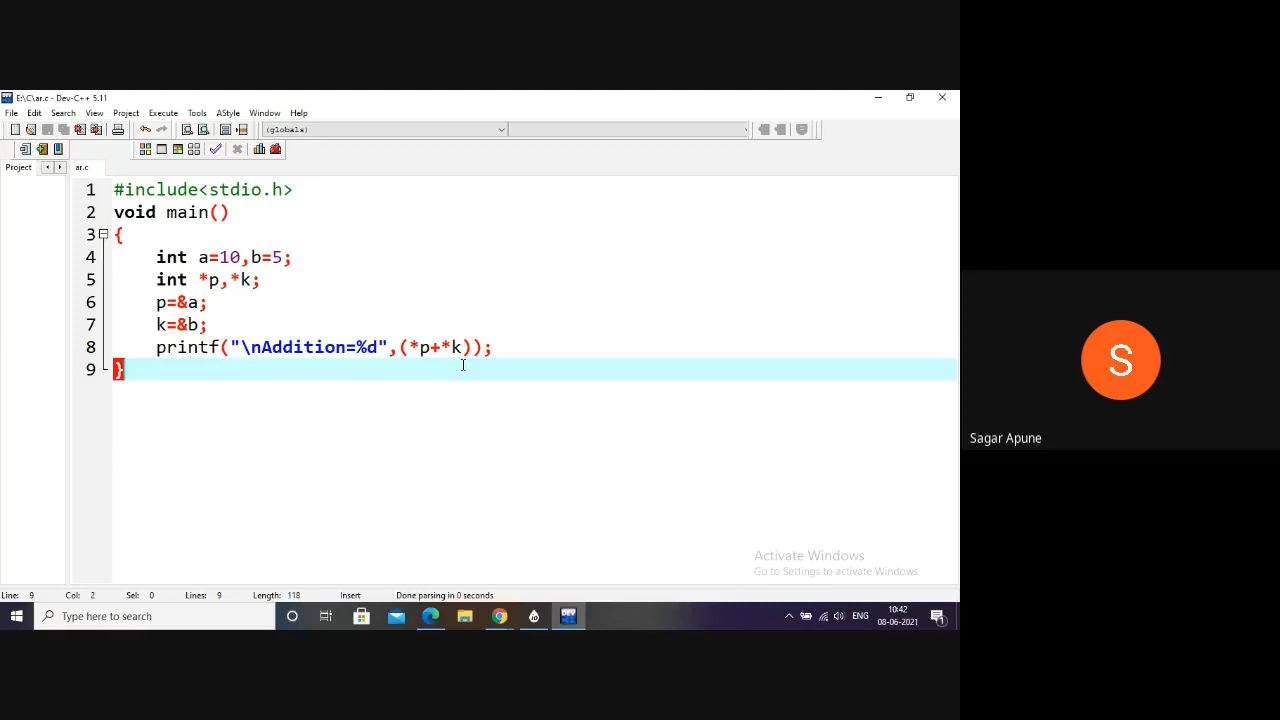 E:\C\ar.c - Dev-C++ 5.11
File Edit Search View Project Execute Tools AStyle Window Help
(globals)
Project ar.c
1 #include<stdio.h>
2 void main()
3 {
4 int a=10,b=5;
5 int *p,*k;
6 p=&a;
7 k=&b;
8 printf("\nAddition=%d",(*p+*k));
9 }
S
Sagar Apune
Activate Windows
Go to Settings to activate Windows.
Line: 9 Col: 2 Sel: 0 Lines: 9 Length: 118 Insert Done parsing in 0 seconds
Type here to search
ENG
10:42
08-06-2021
1